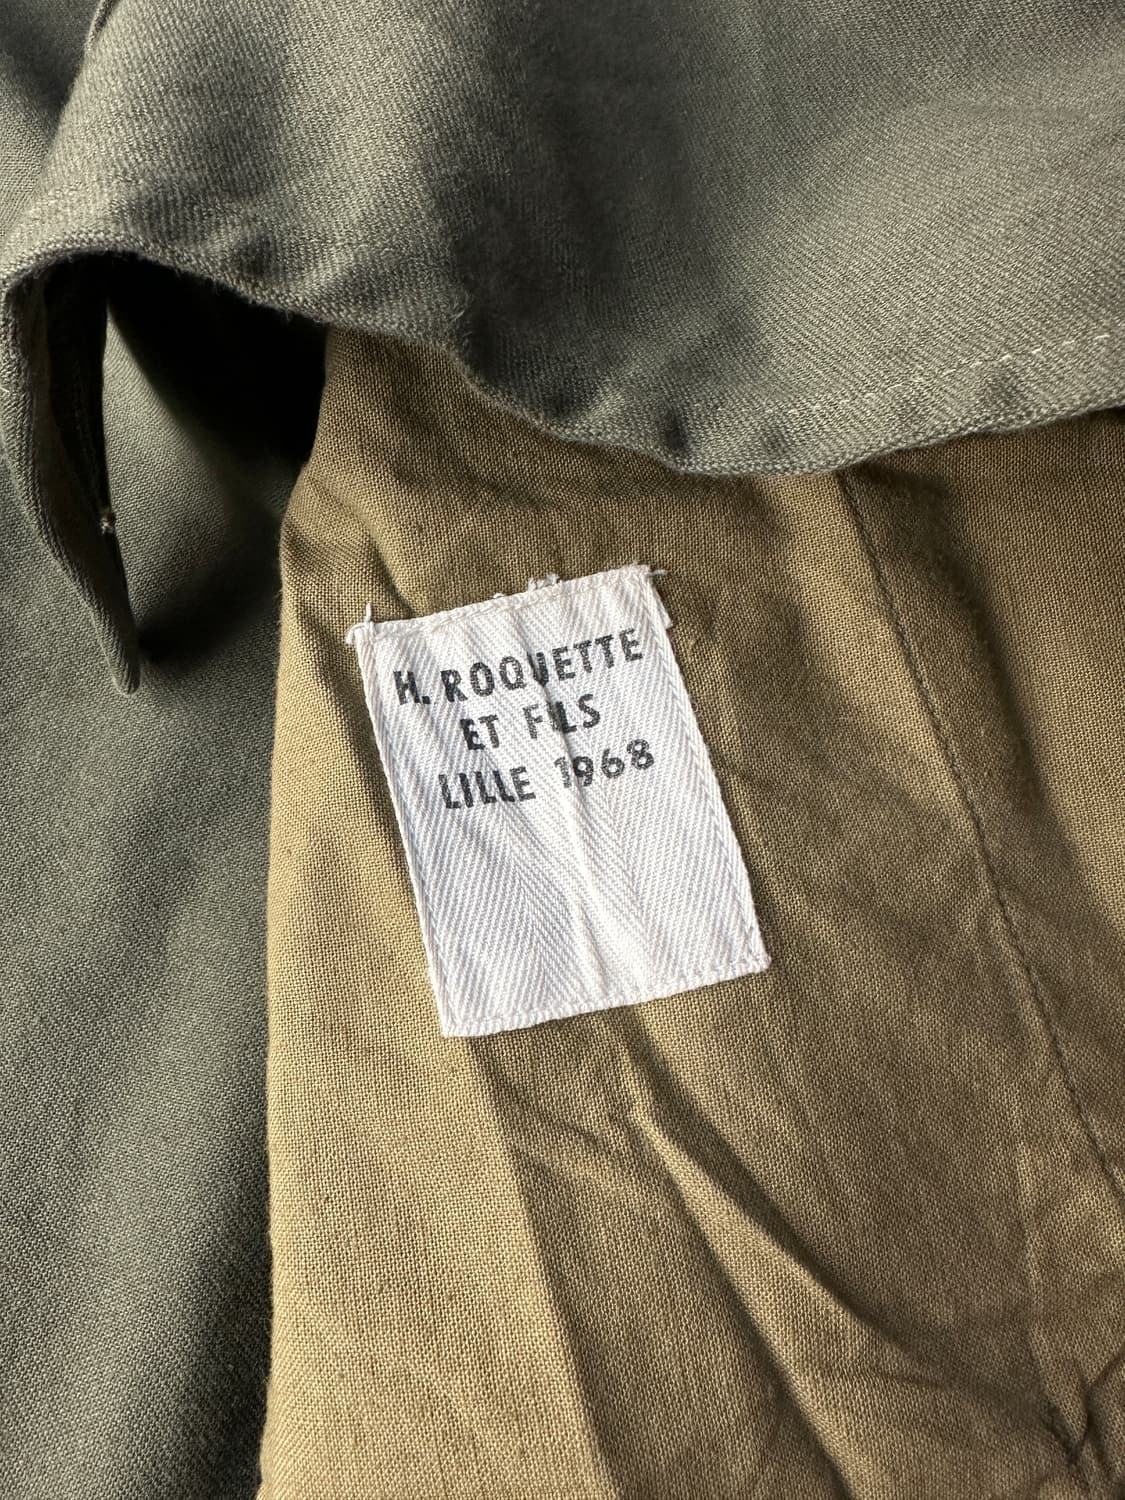 H. ROQUETTE
ET FILS
LILLE 1968